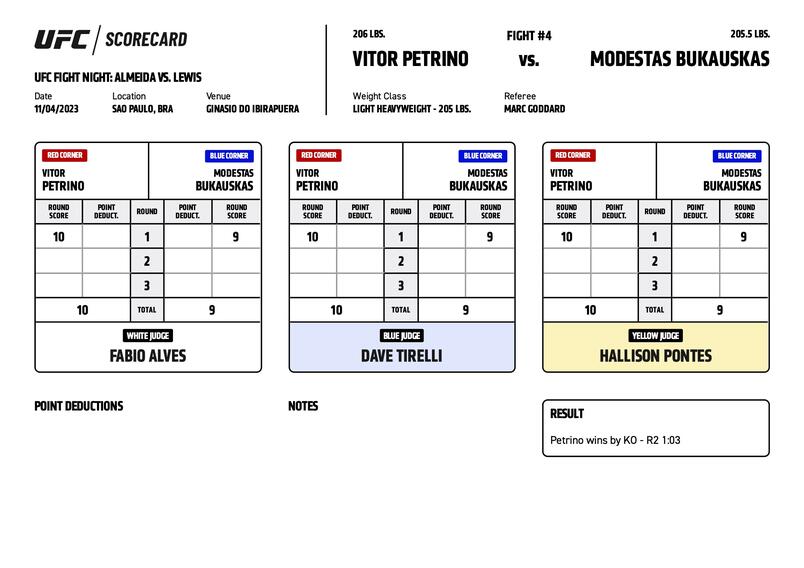 UFC SCORECARD
UFC FIGHT NIGHT: ALMEIDA VS. LEWIS
Date Location Venue
11/04/2023 SAO PAULO, BRA GINASIO DO IBIRAPUERA
206 LBS. FIGHT #4 205.5 LBS.
VITOR PETRINO VS. MODESTAS BUKAUSKAS
Weight Class Referee
LIGHT HEAVYWEIGHT - 205 LBS. MARC GODDARD
RED CORNER BLUE CORNER
VITOR MODESTAS
PETRINO BUKAUSKAS
ROUND POINT ROUND POINT ROUND
SCORE DEDUCT. DEDUCT. SCORE
10 1 9
2
3
10 TOTAL 9
WHITE JUDGE
FABIO ALVES
RED CORNER BLUE CORNER
VITOR MODESTAS
PETRINO BUKAUSKAS
ROUND POINT ROUND POINT ROUND
SCORE DEDUCT. DEDUCT. SCORE
10 1 9
2
3
10 TOTAL 9
BLUE JUDGE
DAVE TIRELLI
RED CORNER BLUE CORNER
VITOR MODESTAS
PETRINO BUKAUSKAS
ROUND POINT ROUND POINT ROUND
SCORE DEDUCT. DEDUCT. SCORE
10 1 9
2
3
10 TOTAL 9
YELLOW JUDGE
HALLISON PONTES
POINT DEDUCTIONS
NOTES
RESULT
Petrino wins by KO - R2 1:03